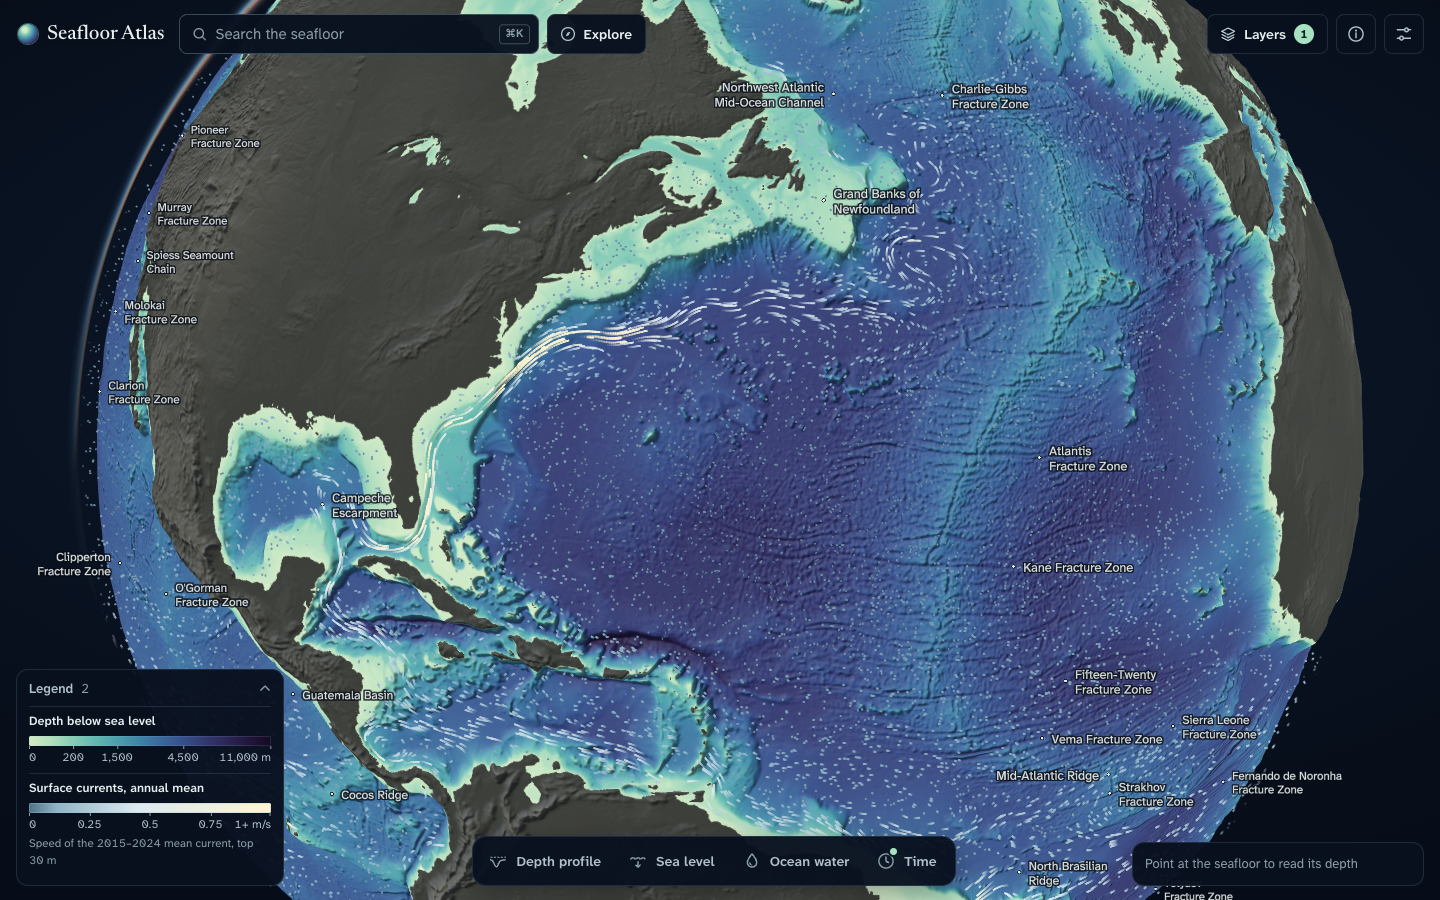 Seafloor Atlas
Search the seafloor
⌘K
Explore
Layers 1
Northwest Atlantic
Mid-Ocean Channel
Charlie-Gibbs
Fracture Zone
Pioneer
Fracture Zone
Grand Banks of
Newfoundland
Murray
Fracture Zone
Spiess Seamount
Chain
Molokai
Fracture Zone
Clarion
Fracture Zone
Atlantis
Fracture Zone
Campeche
Escarpment
Clipperton
Fracture Zone
Kane Fracture Zone
O'Gorman
Fracture Zone
Guatemala Basin
Fifteen-Twenty
Fracture Zone
Sierra Leone
Fracture Zone
Vema Fracture Zone
Mid-Atlantic Ridge
Strakhov
Fracture Zone
Fernando de Noronha
Fracture Zone
Cocos Ridge
North Brasilian
Ridge
Fracture Zone
Legend 2
Depth below sea level
0 200 1,500 4,500 11,000 m
Surface currents, annual mean
0 0.25 0.5 0.75 1+ m/s
Speed of the 2015–2024 mean current, top
30 m
Depth profile
Sea level
Ocean water
Time
Point at the seafloor to read its depth